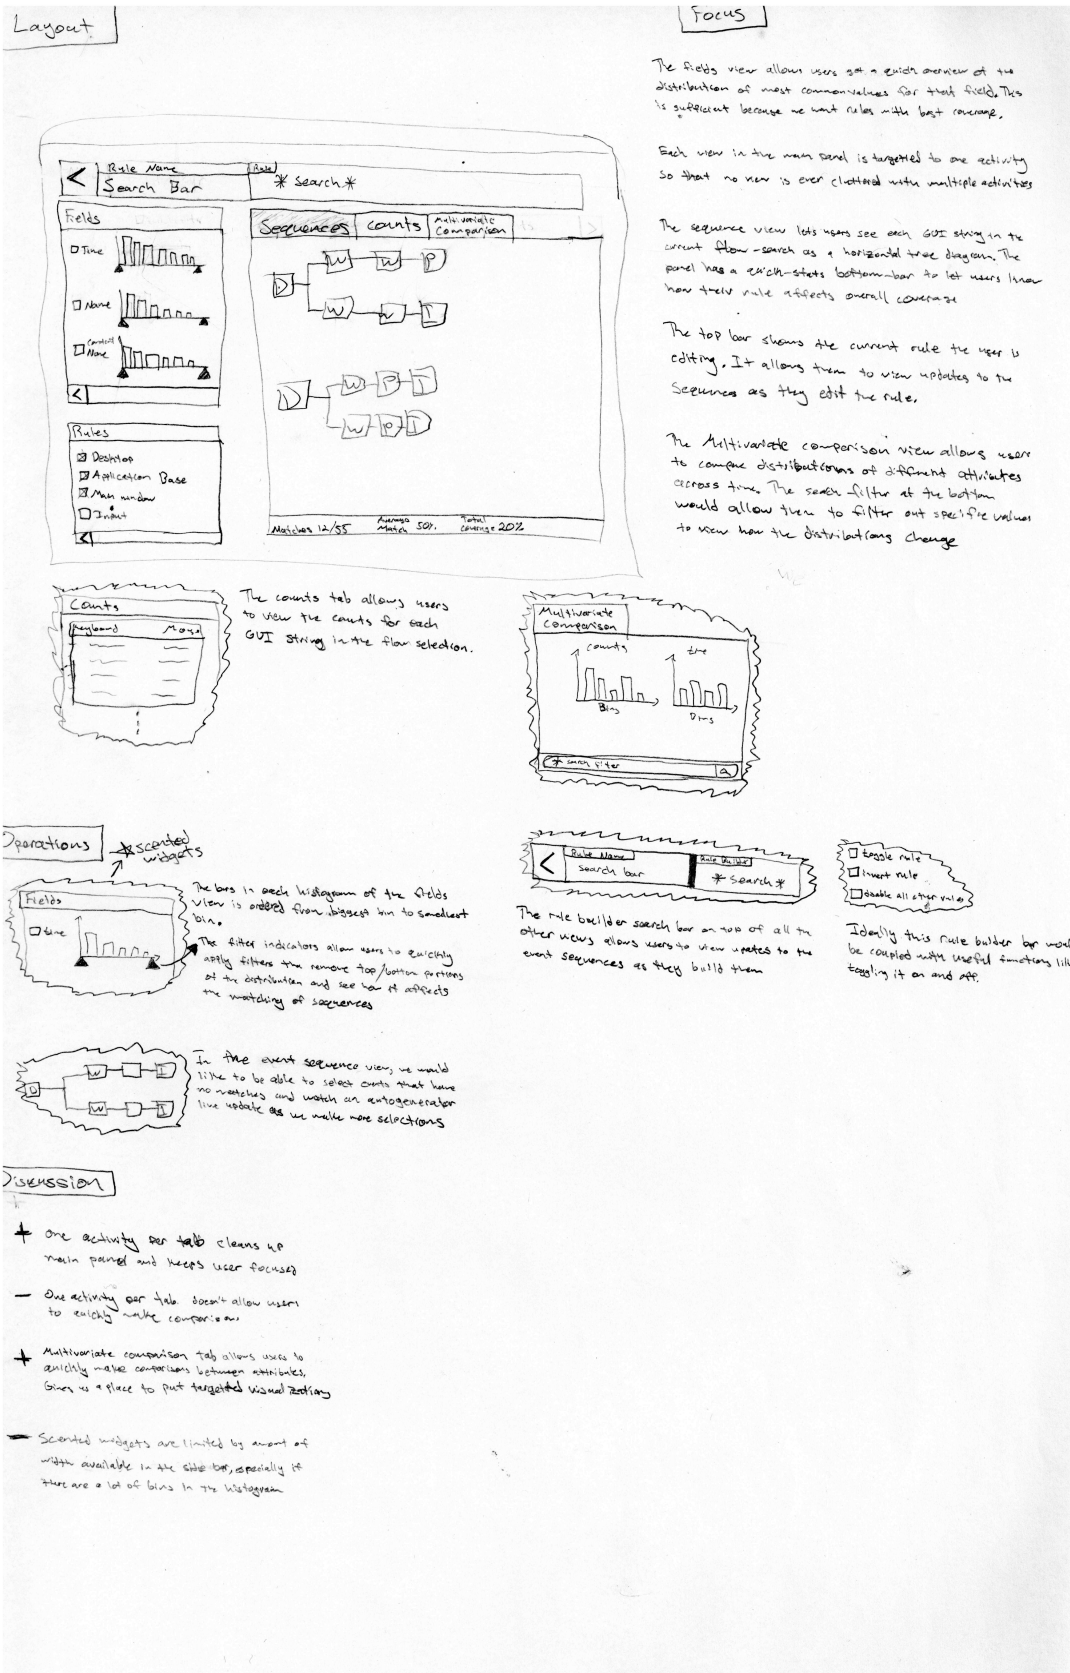 Layout
Rule Name
Search Bar
Rule
* search *
Fields
Time
Name
Control Name
Sequences
Counts
Multivariate Comparison
D
W W P
W W I
D
W P I
W P I
Rules
Desktop
Application Base
Main window
Input
Matches 12/55
Average Match 50%
Total Coverage 20%
Focus
The fields view allows users get a quick overview of the
distribution of most common values for that field. This
is sufficient because we want rules with best coverage.
Each view in the main panel is targetted to one activity
so that no view is ever cluttered with multiple activities
The sequence view lets users see each GUI string in the
current flow-search as a horizontal tree diagram. The
panel has a quick-stats bottom-bar to let users know
how their rule affects overall coverage
The top bar shows the current rule the user is
editing. It allows them to view updates to the
Sequences as they edit the rule.
The Multivariate comparison view allows user
to compare distributions of different attributes
across time. The search filter at the bottom
would allow them to filter out specific values
to view how the distributions change
Counts
Keyboard
The counts tab allows users
to view the counts for each
GUI string in the flow selection.
Multivariate
Comparison
counts
time
Bins
Bins
* search filter
Operations
* scented
widgets
Fields
time
The bars in each histogram of the fields
view is ordered from biggest bin to smallest
bin.
The filter indicators allow users to quickly
apply filters the remove top/bottom portions
of the distribution and see how it affects
the matching of sequences
Rule Name
search bar
Rule Builder
* Search *
The rule builder search bar on top of all the
other views allows users to view updates to the
event sequences as they build them
toggle rule
invert rule
disable all other rules
Ideally this rule builder bar would
be coupled with useful functions like
toggling it on and off.
D
W I
W I
In the event sequence view, we would
like to be able to select events that have
no matches and watch an autogenerator
live update as we make more selections
Discussion
+ One activity per tab cleans up
main panel and keeps user focused
- One activity per tab doesn't allow users
to quickly make comparisons
+ Multivariate comparison tab allows users to
quickly make comparisons between attributes,
Gives us a place to put targetted visualizations
- Scented widgets are limited by amount of
width available in the side bar, especially if
there are a lot of bins in the histogram